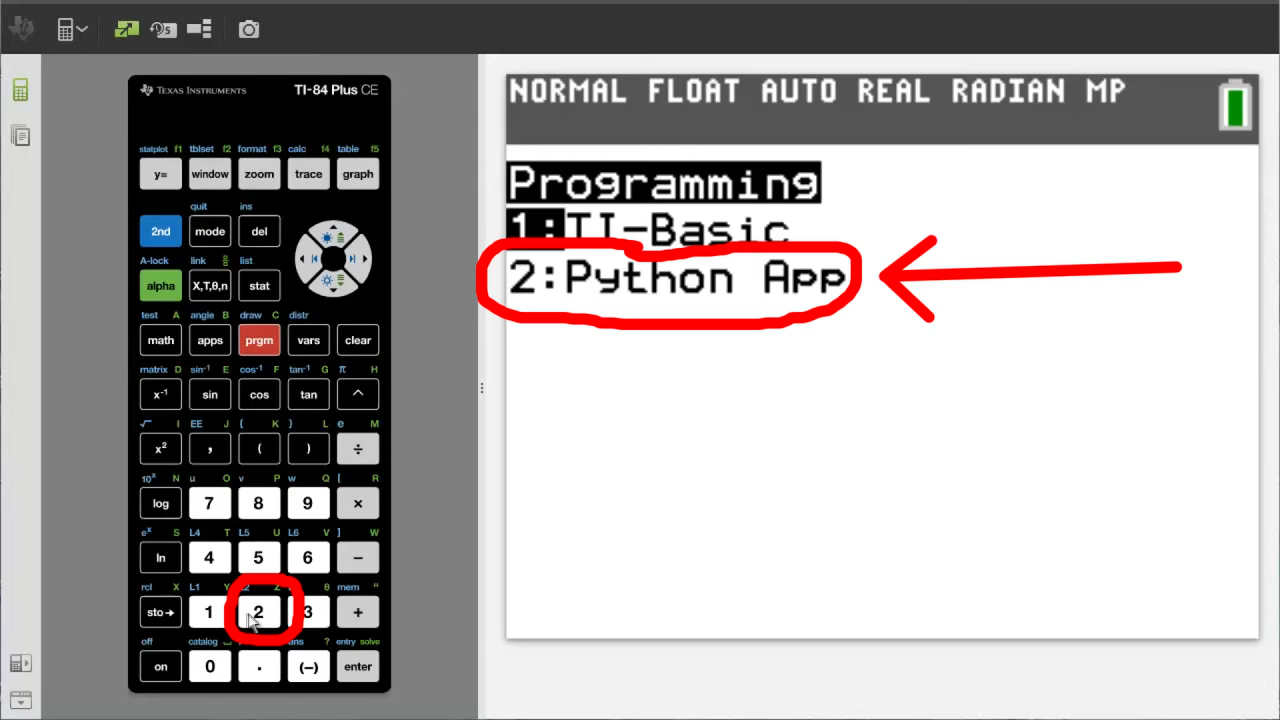 5
TEXAS INSTRUMENTS TI-84 Plus CE
NORMAL FLOAT AUTO REAL RADIAN MP
Programming
1:TI-Basic
2:Python App
statplot f1 tblset f2 format f3 calc f4 table f5
y= window zoom trace graph
quit ins
2nd mode del
A-lock link list
alpha X,T,θ,n stat
test A angle B draw C distr
math apps prgm vars clear
matrix D sin⁻¹ E cos⁻¹ F tan⁻¹ G π H
x⁻¹ sin cos tan ^
√ I EE J { K } L e M
x² , ( ) ÷
10ˣ N u O v P w Q [ R
log 7 8 9 ×
eˣ S L4 T L5 U L6 V ] W
ln 4 5 6 −
rcl X L1 Y L2 Z θ mem "
sto→ 1 2 3 +
off catalog ans ? entry solve
on 0 . (−) enter